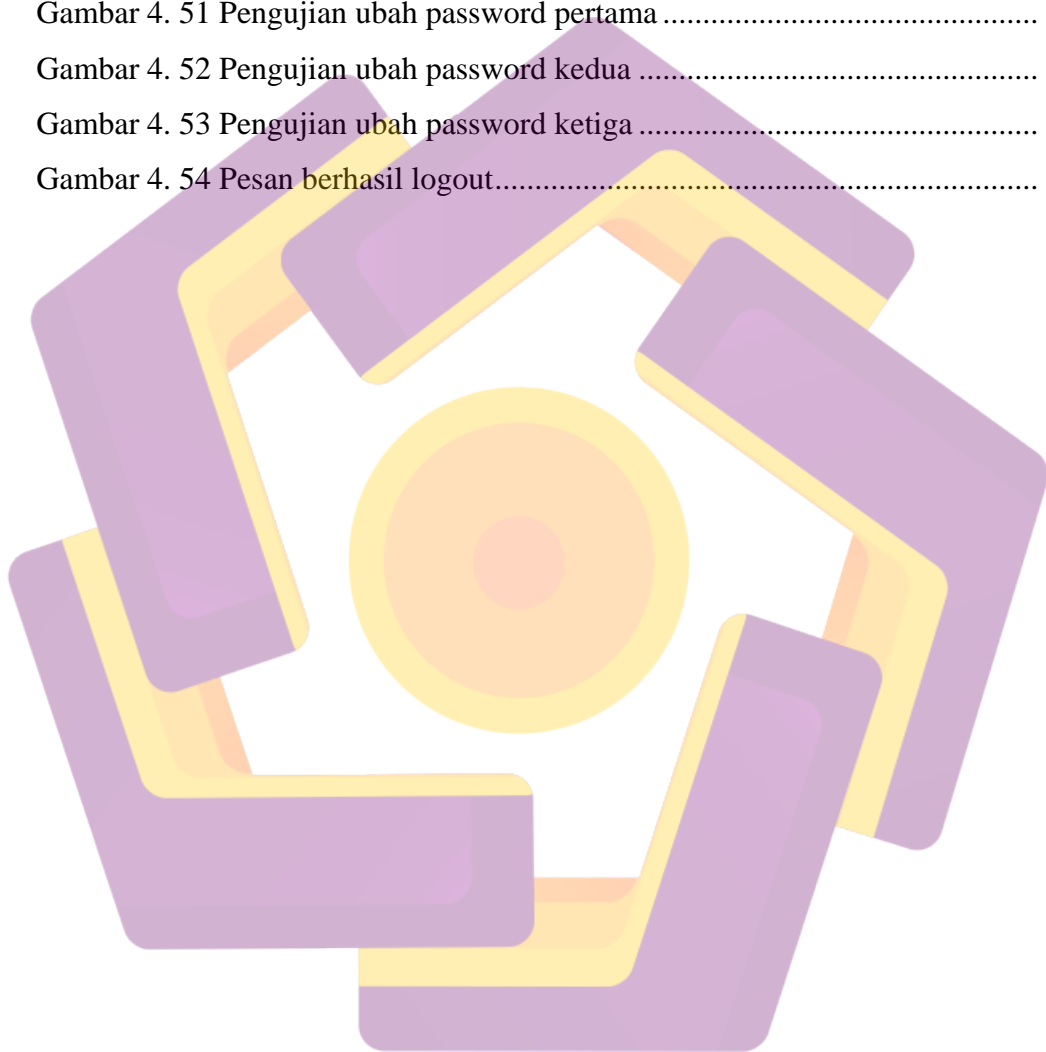 Gambar 4. 51 Pengujian ubah password pertama ..............................................
Gambar 4. 52 Pengujian ubah password kedua .................................................
Gambar 4. 53 Pengujian ubah password ketiga .................................................
Gambar 4. 54 Pesan berhasil logout...................................................................